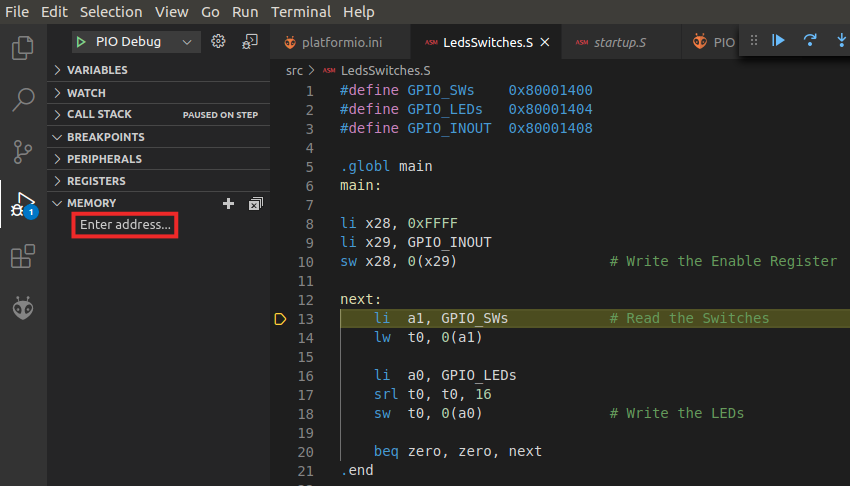 File Edit Selection View Go Run Terminal Help
PIO Debug
platformio.ini
ASM LedsSwitches.S
ASM startup.S
PIO
src > ASM LedsSwitches.S
VARIABLES
WATCH
CALL STACK PAUSED ON STEP
BREAKPOINTS
PERIPHERALS
REGISTERS
MEMORY
Enter address...
1
1 #define GPIO_SWs 0x80001400
2 #define GPIO_LEDs 0x80001404
3 #define GPIO_INOUT 0x80001408
4
5 .globl main
6 main:
7
8 li x28, 0xFFFF
9 li x29, GPIO_INOUT
10 sw x28, 0(x29) # Write the Enable Register
11
12 next:
13 li a1, GPIO_SWs # Read the Switches
14 lw t0, 0(a1)
15
16 li a0, GPIO_LEDs
17 srl t0, t0, 16
18 sw t0, 0(a0) # Write the LEDs
19
20 beq zero, zero, next
21 .end